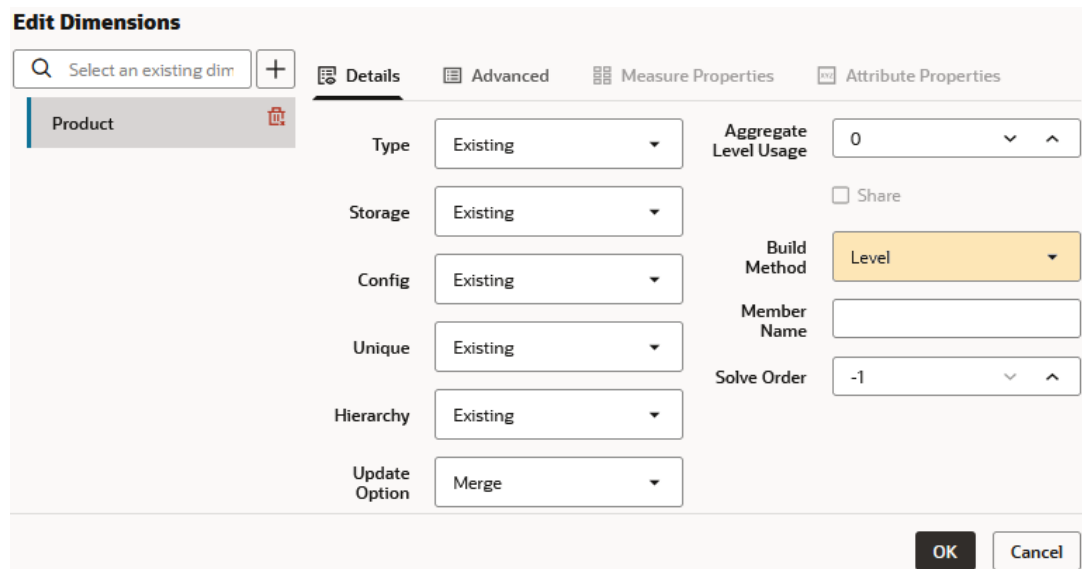 Edit Dimensions
Select an existing dim
Details
Advanced
Measure Properties
Attribute Properties
Product
Type
Existing
Aggregate
Level Usage
0
Share
Storage
Existing
Build
Method
Level
Config
Existing
Member
Name
Unique
Existing
Solve Order
-1
Hierarchy
Existing
Update
Option
Merge
OK
Cancel